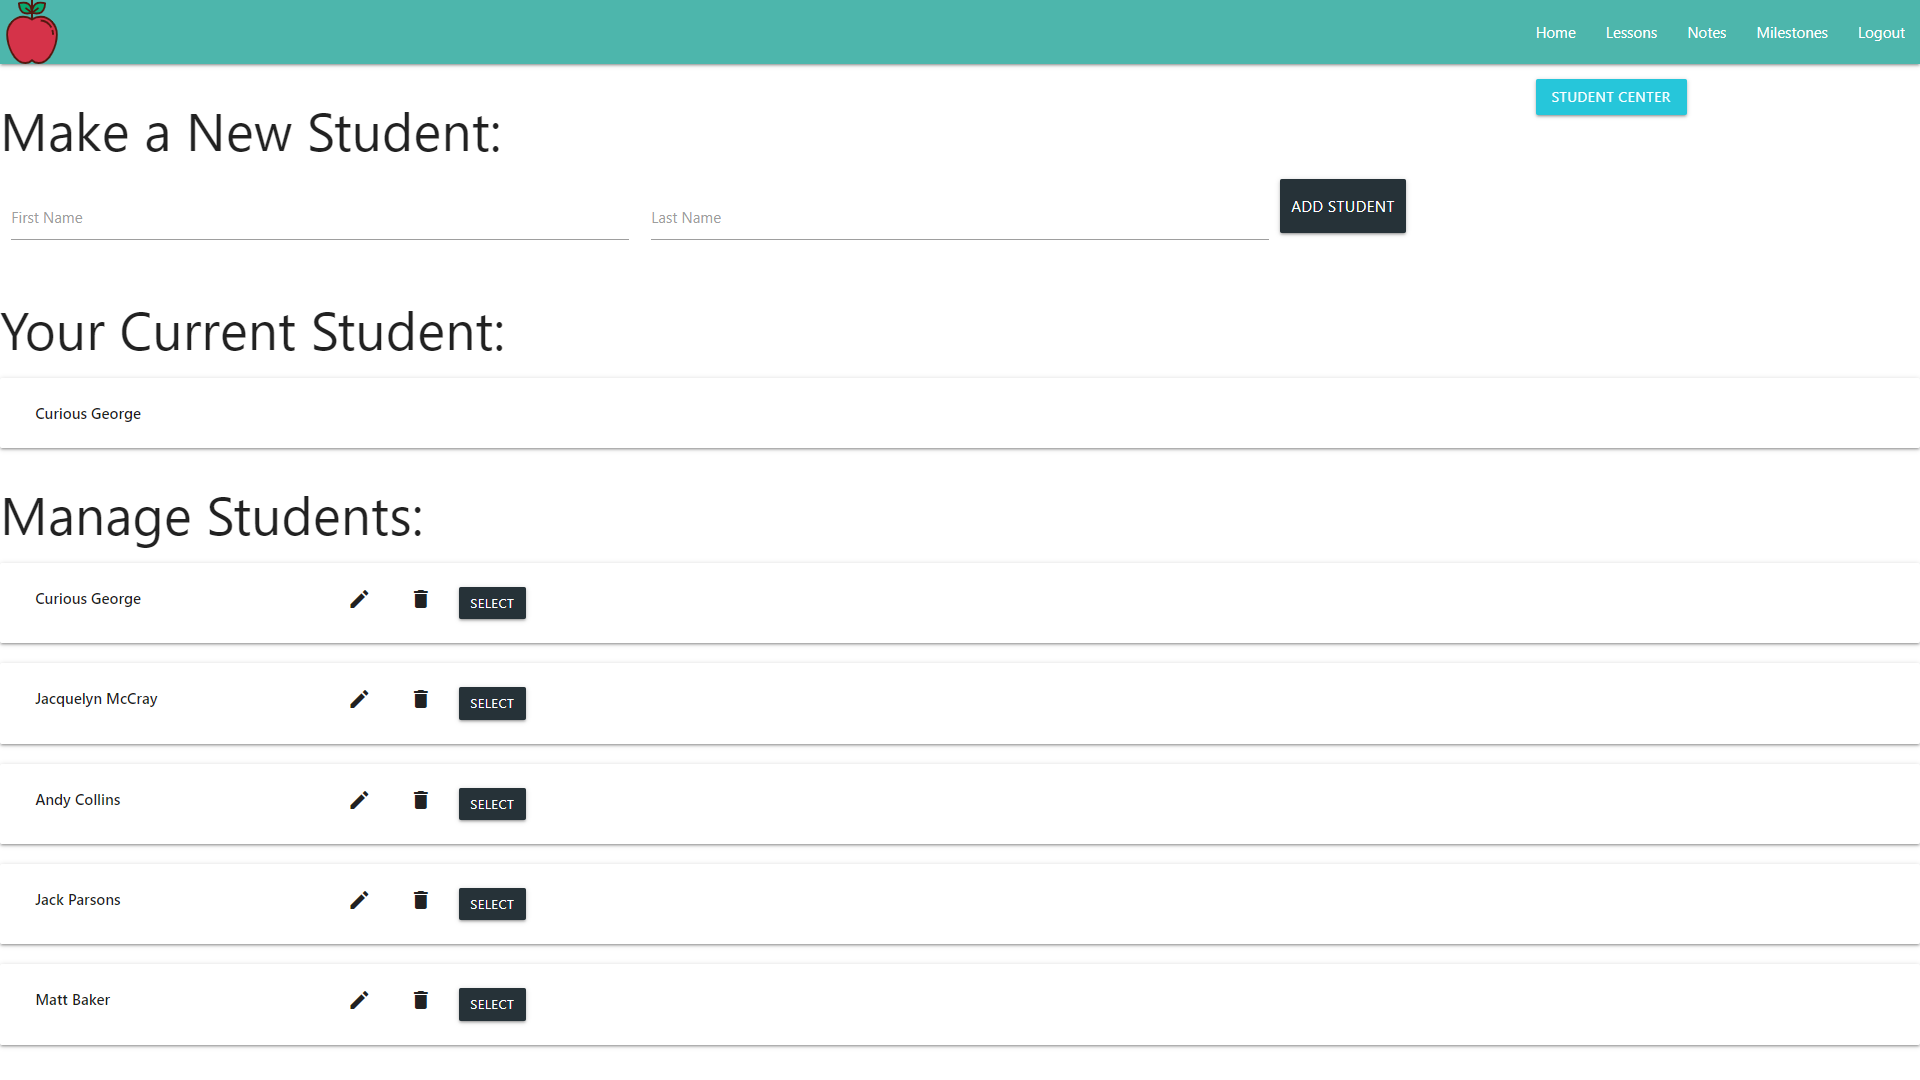 Home Lessons Notes Milestones Logout
STUDENT CENTER
Make a New Student:
First Name Last Name ADD STUDENT
Your Current Student:
Curious George
Manage Students:
Curious George SELECT
Jacquelyn McCray SELECT
Andy Collins SELECT
Jack Parsons SELECT
Matt Baker SELECT